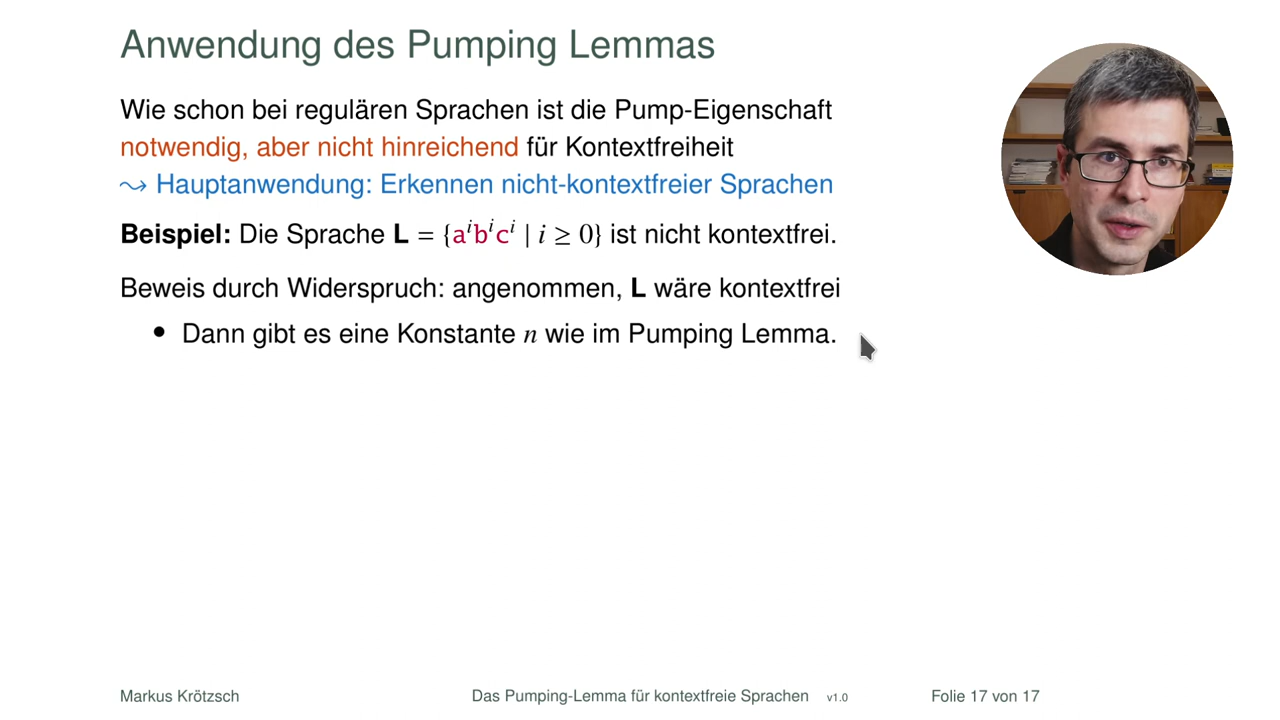 Anwendung des Pumping Lemmas
Wie schon bei regulären Sprachen ist die Pump-Eigenschaft
notwendig, aber nicht hinreichend für Kontextfreiheit
⇝ Hauptanwendung: Erkennen nicht-kontextfreier Sprachen
Beispiel: Die Sprache L = {aⁱbⁱcⁱ | i ≥ 0} ist nicht kontextfrei.
Beweis durch Widerspruch: angenommen, L wäre kontextfrei
• Dann gibt es eine Konstante n wie im Pumping Lemma.
Markus Krötzsch Das Pumping-Lemma für kontextfreie Sprachen v1.0 Folie 17 von 17